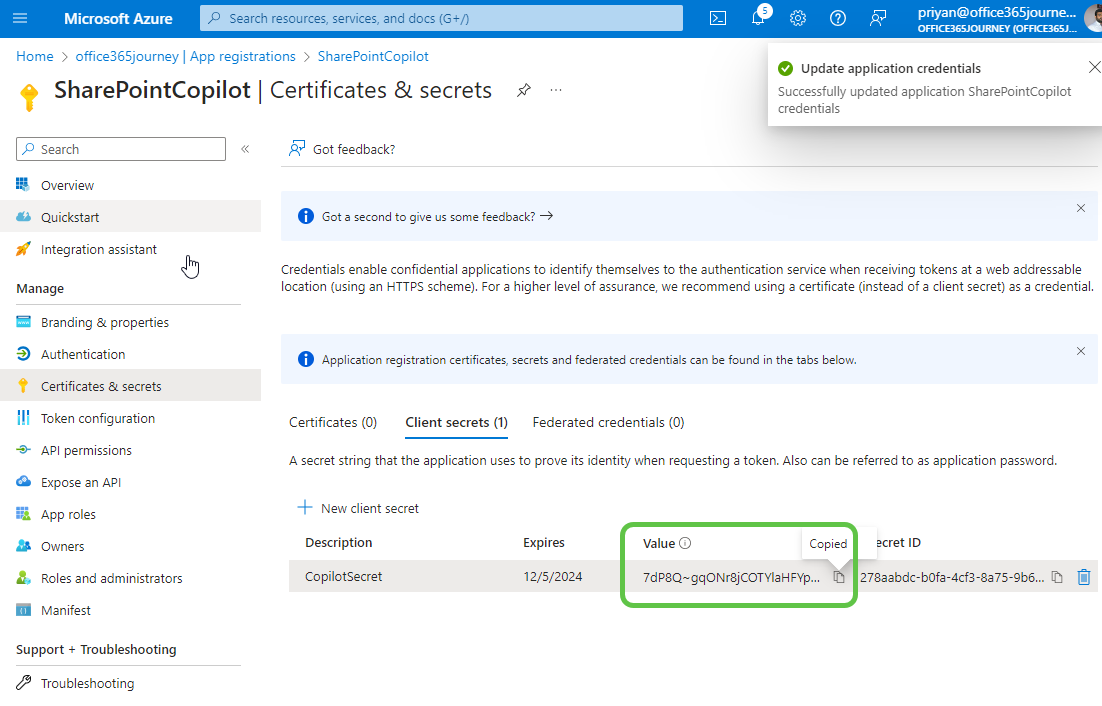 Microsoft Azure
Search resources, services, and docs (G+/)
5
priyan@office365journe...
OFFICE365JOURNEY (OFFICE365J...
Home > office365journey | App registrations > SharePointCopilot
SharePointCopilot | Certificates & secrets
...
Update application credentials
Successfully updated application SharePointCopilot
credentials
Search
«
Overview
Quickstart
Integration assistant
Manage
Branding & properties
Authentication
Certificates & secrets
Token configuration
API permissions
Expose an API
App roles
Owners
Roles and administrators
Manifest
Support + Troubleshooting
Troubleshooting
Got feedback?
Got a second to give us some feedback?
Credentials enable confidential applications to identify themselves to the authentication service when receiving tokens at a web addressable
location (using an HTTPS scheme). For a higher level of assurance, we recommend using a certificate (instead of a client secret) as a credential.
Application registration certificates, secrets and federated credentials can be found in the tabs below.
Certificates (0) Client secrets (1) Federated credentials (0)
A secret string that the application uses to prove its identity when requesting a token. Also can be referred to as application password.
New client secret
Description Expires Value Copied ecret ID
CopilotSecret 12/5/2024 7dP8Q~gqONr8jCOTYlaHFYp... 278aabdc-b0fa-4cf3-8a75-9b6...